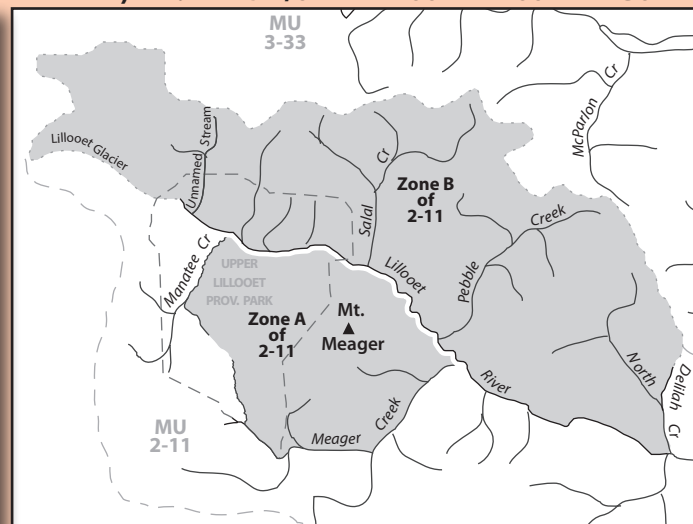 MU
3-33
Cr
McParlon
Lillooet Glacier
Unnamed Stream
Cr
Salal
Zone B
of
2-11
Creek
Pebble
Lillooet
Manatee Cr
UPPER
LILLOOET
PROV. PARK
Zone A
of
2-11
Mt.
Meager
River
North
Delilah Cr
Creek
Meager
MU
2-11